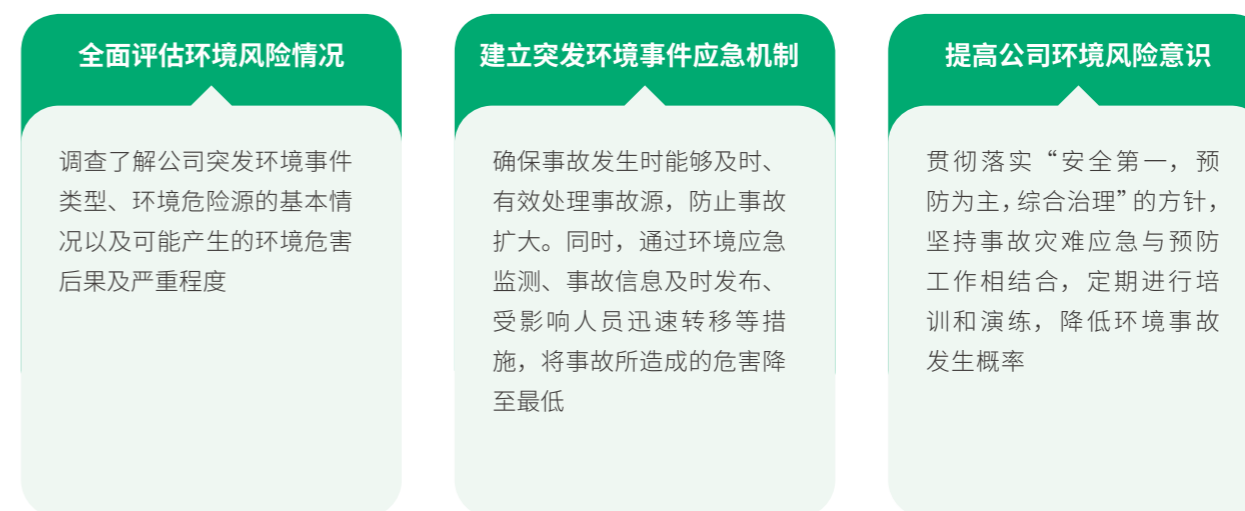 全面评估环境风险情况
调查了解公司突发环境事件
类型、环境危险源的基本情
况以及可能产生的环境危害
后果及严重程度
建立突发环境事件应急机制
确保事故发生时能够及时、
有效处理事故源，防止事故
扩大。同时，通过环境应急
监测、事故信息及时发布、
受影响人员迅速转移等措
施，将事故所造成的危害降
至最低
提高公司环境风险意识
贯彻落实“安全第一，预
防为主，综合治理”的方针，
坚持事故灾难应急与预防
工作相结合，定期进行培
训和演练，降低环境事故
发生概率